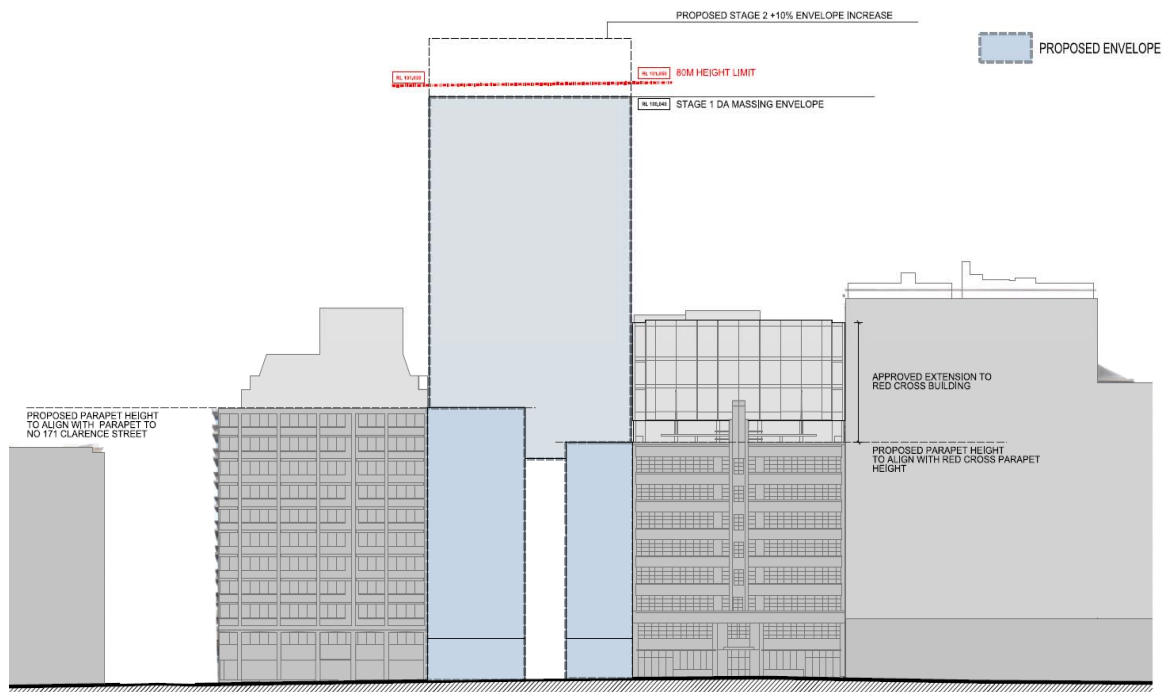 PROPOSED STAGE 2 +10% ENVELOPE INCREASE
PROPOSED ENVELOPE
80M HEIGHT LIMIT
STAGE 1 DA MASSING ENVELOPE
APPROVED EXTENSION TO
RED CROSS BUILDING
PROPOSED PARAPET HEIGHT
TO ALIGN WITH PARAPET TO
NO 171 CLARENCE STREET
PROPOSED PARAPET HEIGHT
TO ALIGN WITH RED CROSS PARAPET
HEIGHT